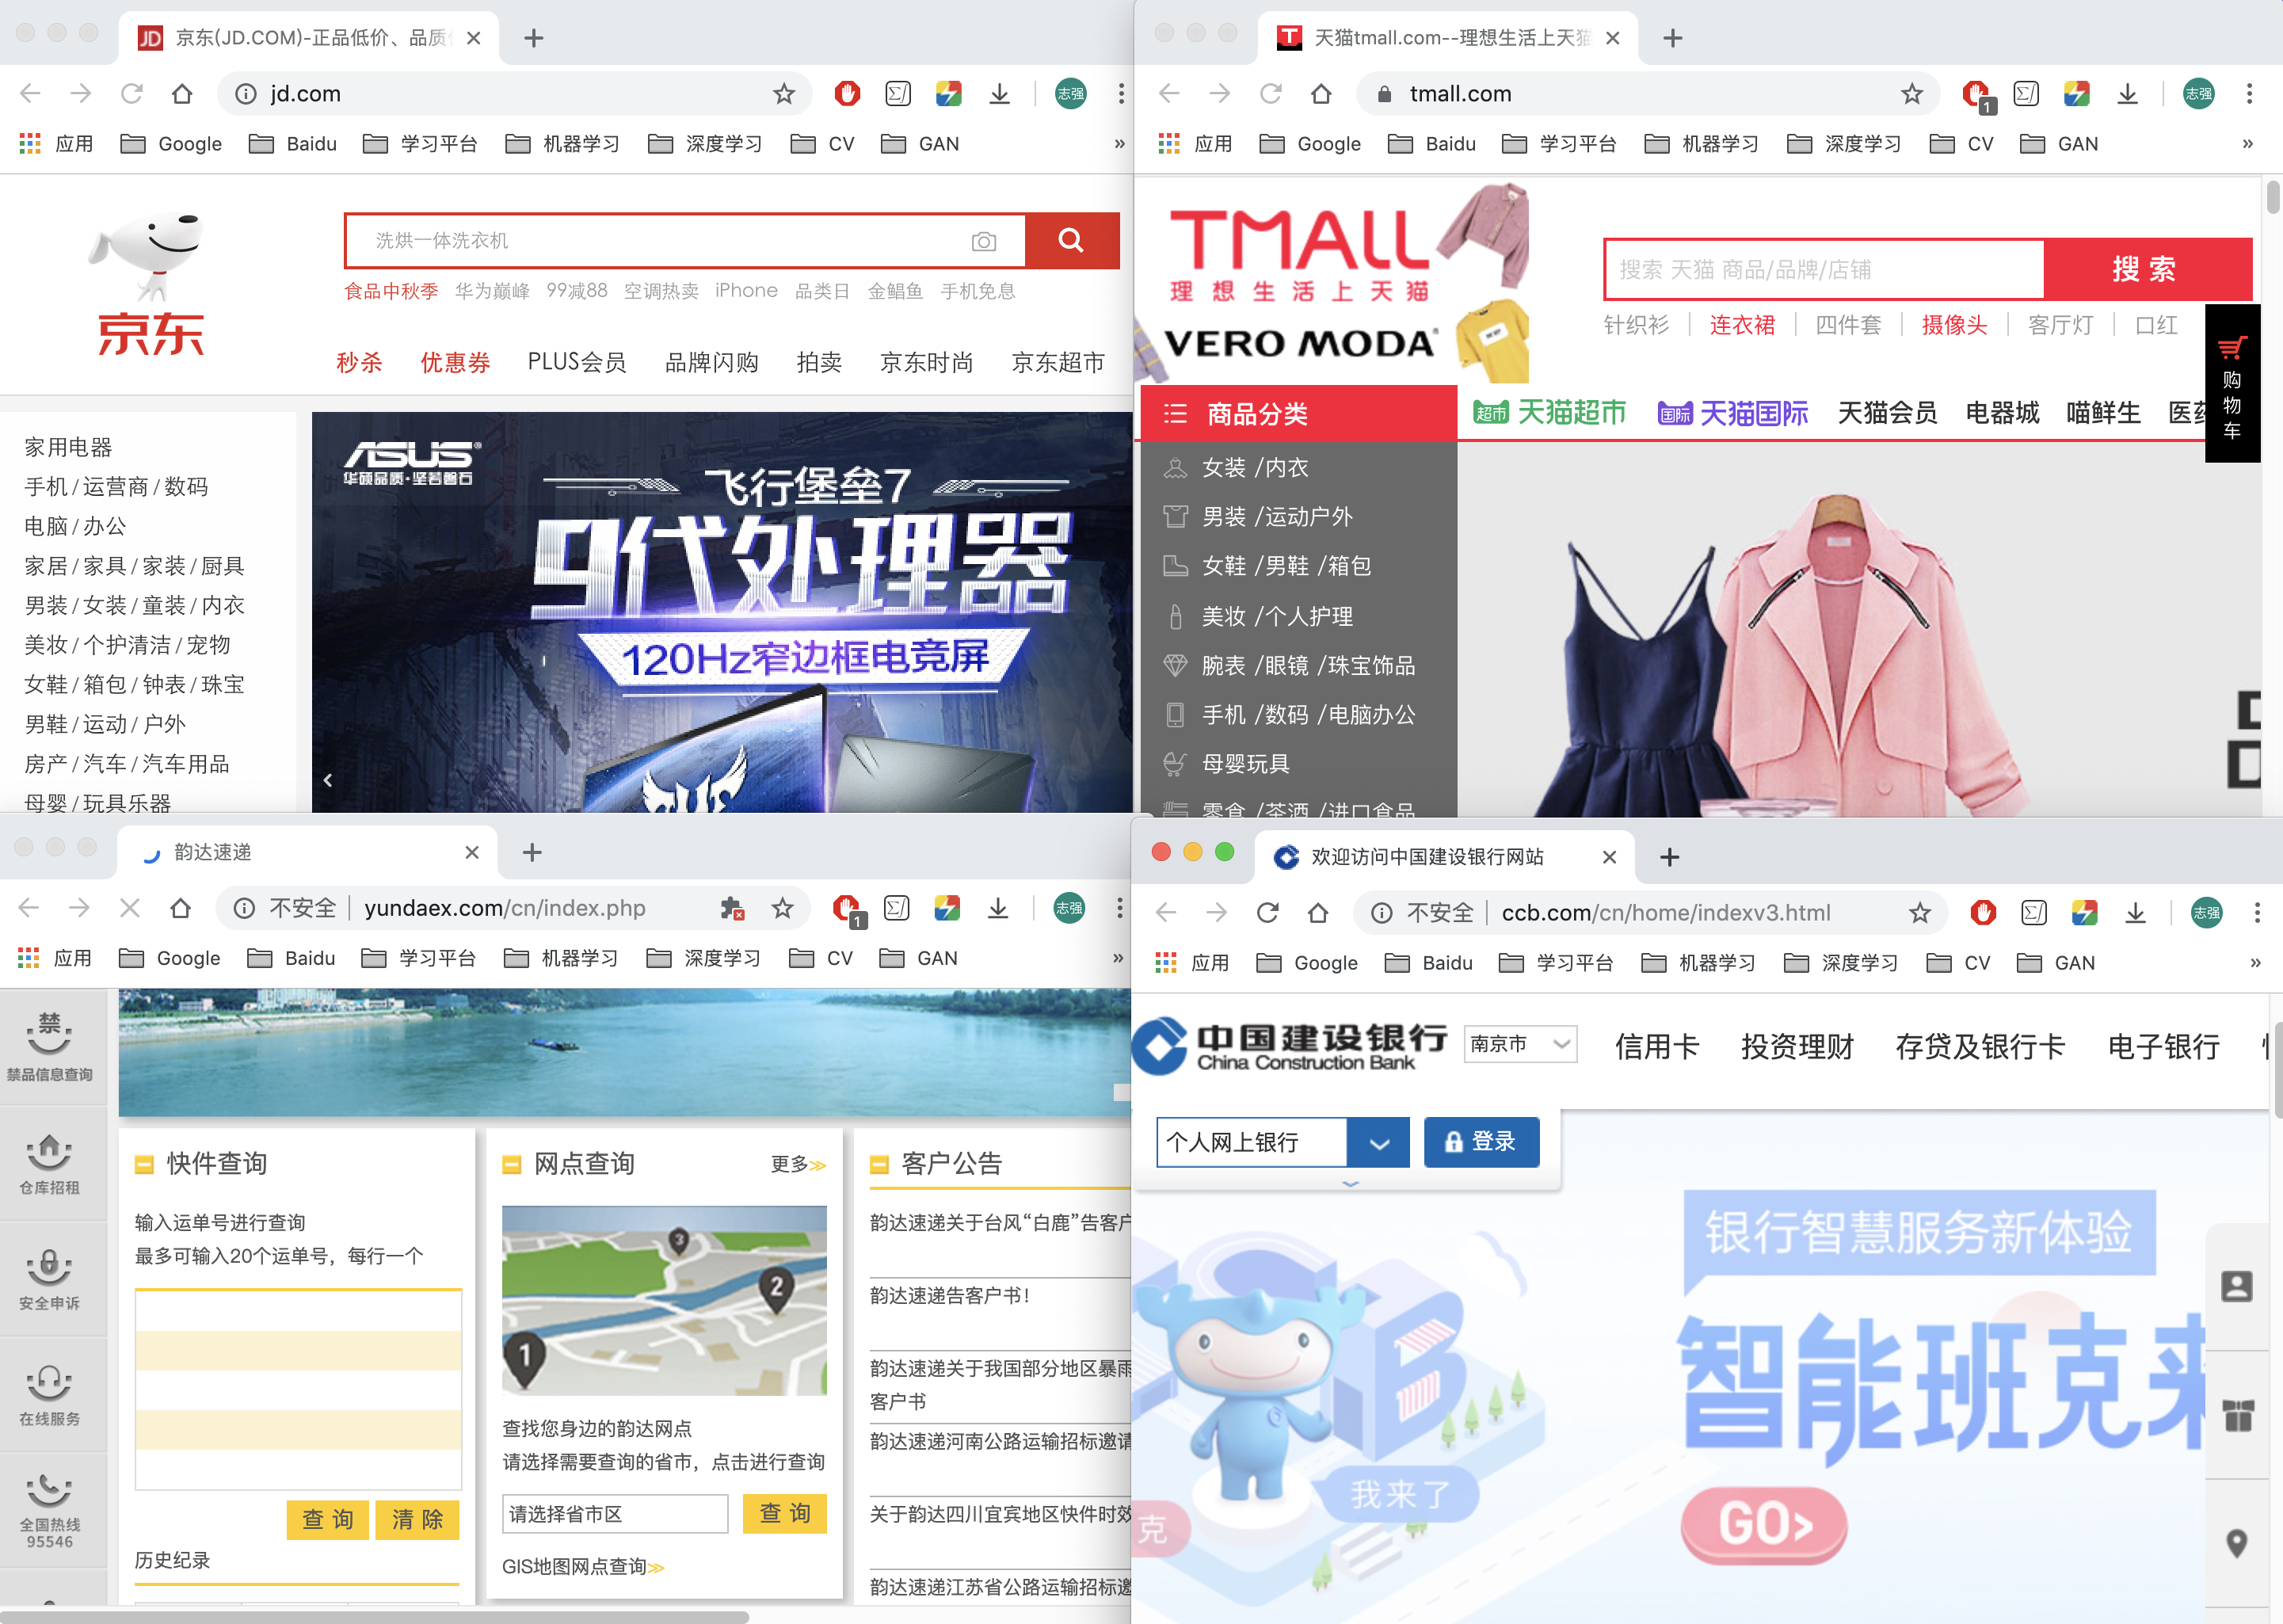 京东(JD.COM)-正品低价、品质
jd.com
志强
应用 Google Baidu 学习平台 机器学习 深度学习 CV GAN »
京东
洗烘一体洗衣机
食品中秋季 华为巅峰 99减88 空调热卖 iPhone 品类日 金鲳鱼 手机免息
秒杀 优惠券 PLUS会员 品牌闪购 拍卖 京东时尚 京东超市
家用电器
手机/运营商/数码
电脑/办公
家居/家具/家装/厨具
男装/女装/童装/内衣
美妆/个护清洁/宠物
女鞋/箱包/钟表/珠宝
男鞋/运动/户外
房产/汽车/汽车用品
母婴/玩具乐器
ASUS
华硕品质·坚若磐石
飞行堡垒7
9代处理器
120Hz窄边框电竞屏
天猫tmall.com--理想生活上天猫
tmall.com
1
志强
应用 Google Baidu 学习平台 机器学习 深度学习 CV GAN »
TMALL
理想生活上天猫
VERO MODA
搜索 天猫 商品/品牌/店铺
搜索
针织衫 连衣裙 四件套 摄像头 客厅灯 口红
购物车
商品分类
超市 天猫超市 国际 天猫国际 天猫会员 电器城 喵鲜生 医药
女装 /内衣
男装 /运动户外
女鞋 /男鞋 /箱包
美妆 /个人护理
腕表 /眼镜 /珠宝饰品
手机 /数码 /电脑办公
母婴玩具
零食 /茶酒 /进口食品
韵达速递
不安全 yundaex.com/cn/index.php
1
志强
应用 Google Baidu 学习平台 机器学习 深度学习 CV GAN »
禁
禁品信息查询
仓库招租
安全申诉
在线服务
全国热线
95546
快件查询
输入运单号进行查询
最多可输入20个运单号，每行一个
查 询 清 除
历史纪录
网点查询 更多
1
2
3
查找您身边的韵达网点
请选择需要查询的省市，点击进行查询
请选择省市区
查 询
GIS地图网点查询
客户公告
韵达速递关于台风“白鹿”告客户
韵达速递告客户书！
韵达速递关于我国部分地区暴雨
客户书
韵达速递河南公路运输招标邀请
关于韵达四川宜宾地区快件时效
韵达速递江苏省公路运输招标邀
欢迎访问中国建设银行网站
不安全 ccb.com/cn/home/indexv3.html
志强
应用 Google Baidu 学习平台 机器学习 深度学习 CV GAN »
中国建设银行
China Construction Bank
南京市
信用卡 投资理财 存贷及银行卡 电子银行
个人网上银行
登录
银行智慧服务新体验
智能班克来
我来了
克
GO>